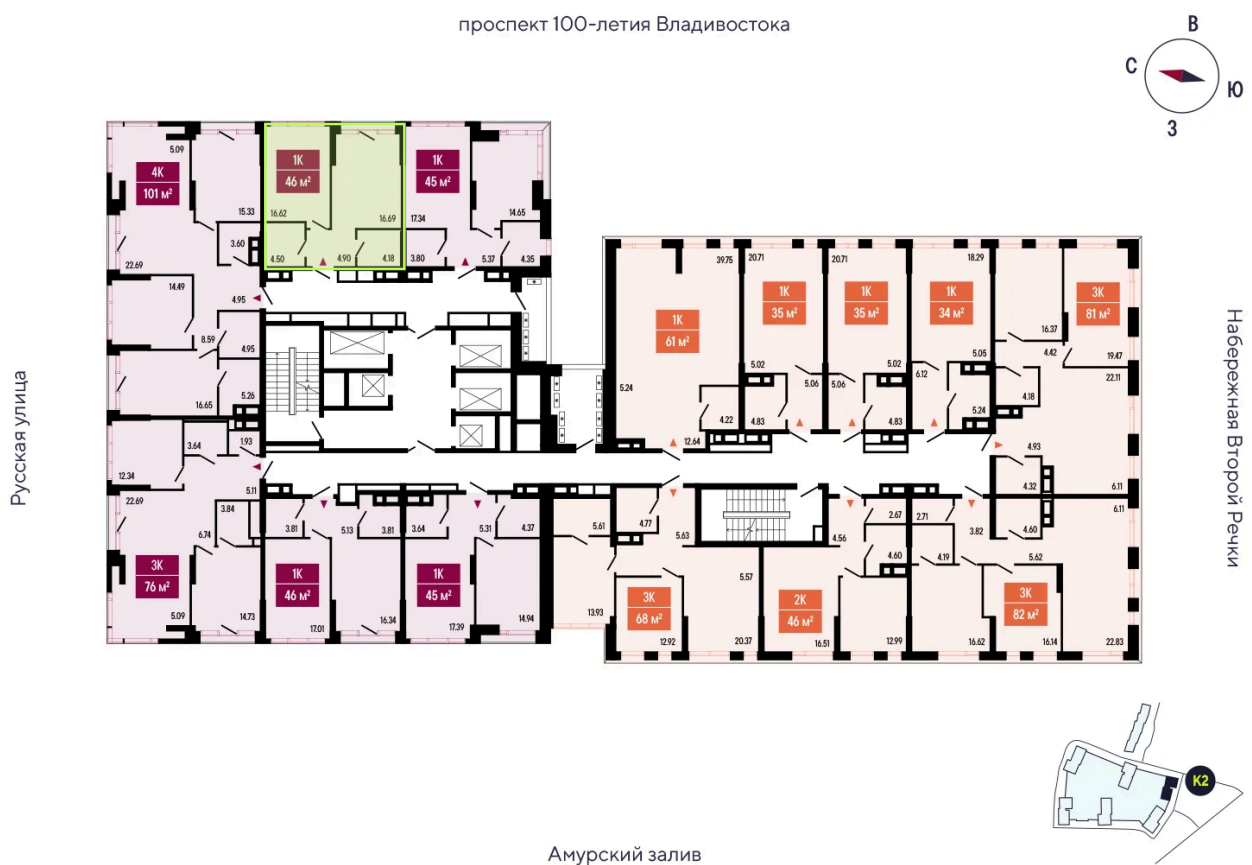 проспект 100-летия Владивостока
В
С
Ю
З
5.09
4К
101 м²
15.33
3.60
22.69
14.49
4.95
8.59
4.95
16.65
5.26
1К
46 м²
16.62
16.69
4.50
4.90
4.18
1К
45 м²
17.34
14.65
3.80
5.37
4.35
39.75
1К
61 м²
5.24
4.22
12.64
20.71
1К
35 м²
5.02
5.06
4.83
20.71
1К
35 м²
5.02
5.06
4.83
18.29
1К
34 м²
5.05
6.12
5.24
3К
81 м²
16.37
19.47
4.42
22.11
4.18
4.93
4.32
6.11
Русская улица
Набережная Второй Речки
3.64
1.93
12.34
22.69
5.11
3.84
6.74
3К
76 м²
5.09
14.73
3.81
5.13
3.81
1К
46 м²
17.01
16.34
3.64
5.31
4.37
1К
45 м²
17.39
14.94
5.61
4.77
5.63
5.57
3К
68 м²
13.93
12.92
20.37
2.67
4.56
4.60
2К
46 м²
16.51
12.99
2.71
3.82
4.60
6.11
4.19
5.62
3К
82 м²
16.62
16.14
22.83
К2
Амурский залив